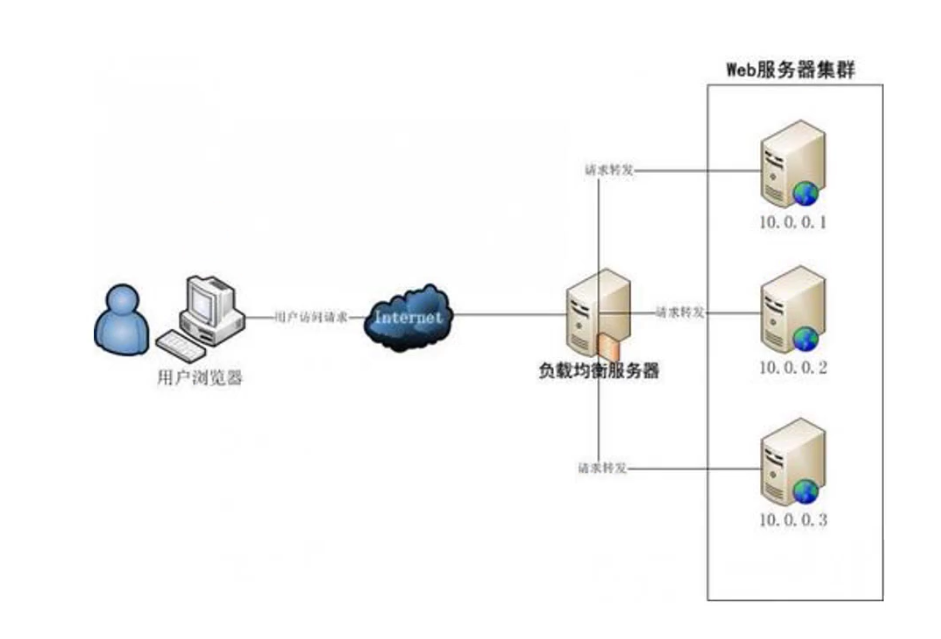 Web服务器集群
请求转发
10.0.0.1
用户访问请求
Internet
请求转发
用户浏览器
负载均衡服务器
10.0.0.2
请求转发
10.0.0.3